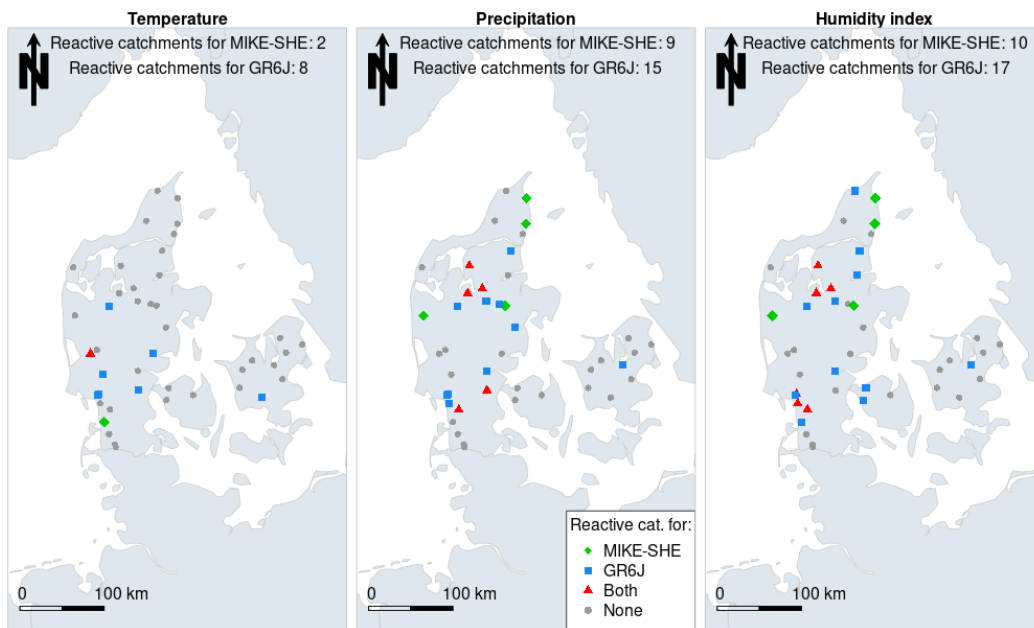 Temperature
Reactive catchments for MIKE-SHE: 2
Reactive catchments for GR6J: 8
N
0 100 km
Precipitation
Reactive catchments for MIKE-SHE: 9
Reactive catchments for GR6J: 15
N
0 100 km
Reactive cat. for:
MIKE-SHE
GR6J
Both
None
Humidity index
Reactive catchments for MIKE-SHE: 10
Reactive catchments for GR6J: 17
N
0 100 km